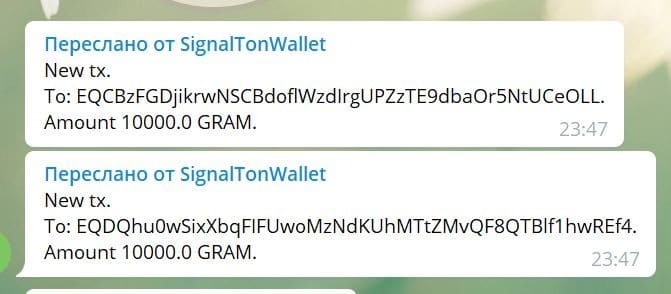 Переслано от SignalTonWallet
New tx.
To: EQCBzFGDjikrwNSCBdoflWzdIrgUPZzTE9dbaOr5NtUCeOLL.
Amount 10000.0 GRAM.
23:47
Переслано от SignalTonWallet
New tx.
To: EQDQhu0wSixXbqFIFUwoMzNdKUhMTtZMvQF8QTBlf1hwREf4.
Amount 10000.0 GRAM.
23:47